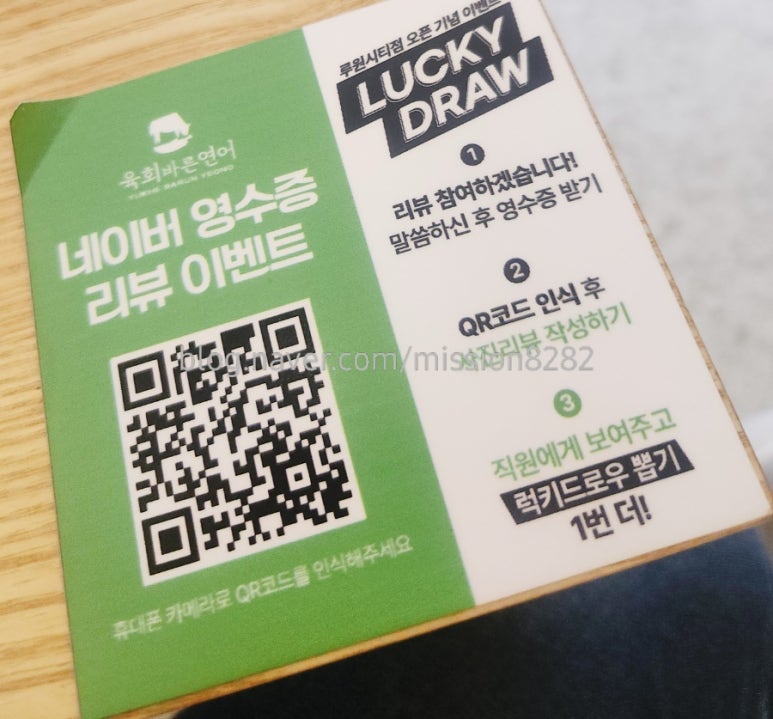 육회바른연어
YUKHE BARUN YEONO
네이버 영수증
리뷰 이벤트
휴대폰 카메라로 QR코드를 인식해주세요
루원시티점 오픈 기념 이벤트
LUCKY
DRAW
1
리뷰 참여하겠습니다!
말씀하신 후 영수증 받기
2
QR코드 인식 후
사진리뷰 작성하기
3
직원에게 보여주고
럭키드로우 뽑기
1번 더!
blog.naver.com/mission8282